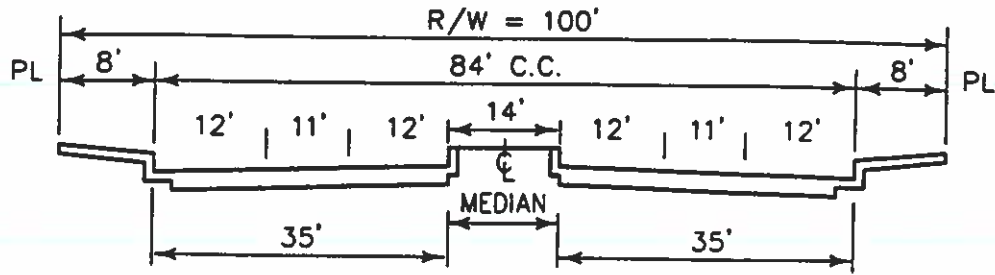 R/W = 100'
PL 8' 84' C.C. 8' PL
12' 11' 12' 14' 12' 11' 12'
℄
MEDIAN
35' 35'